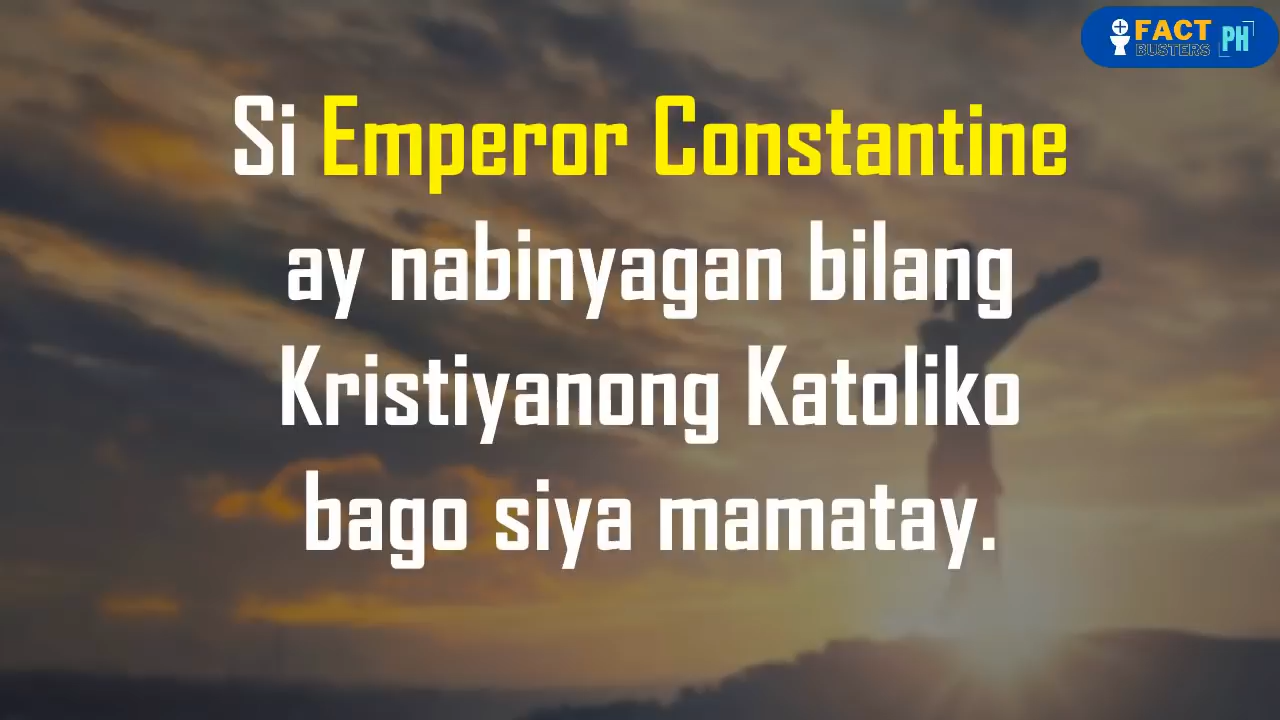 FACT
BUSTERS
PH
Si Emperor Constantine
ay nabinyagan bilang
Kristiyanong Katoliko
bago siya mamatay.